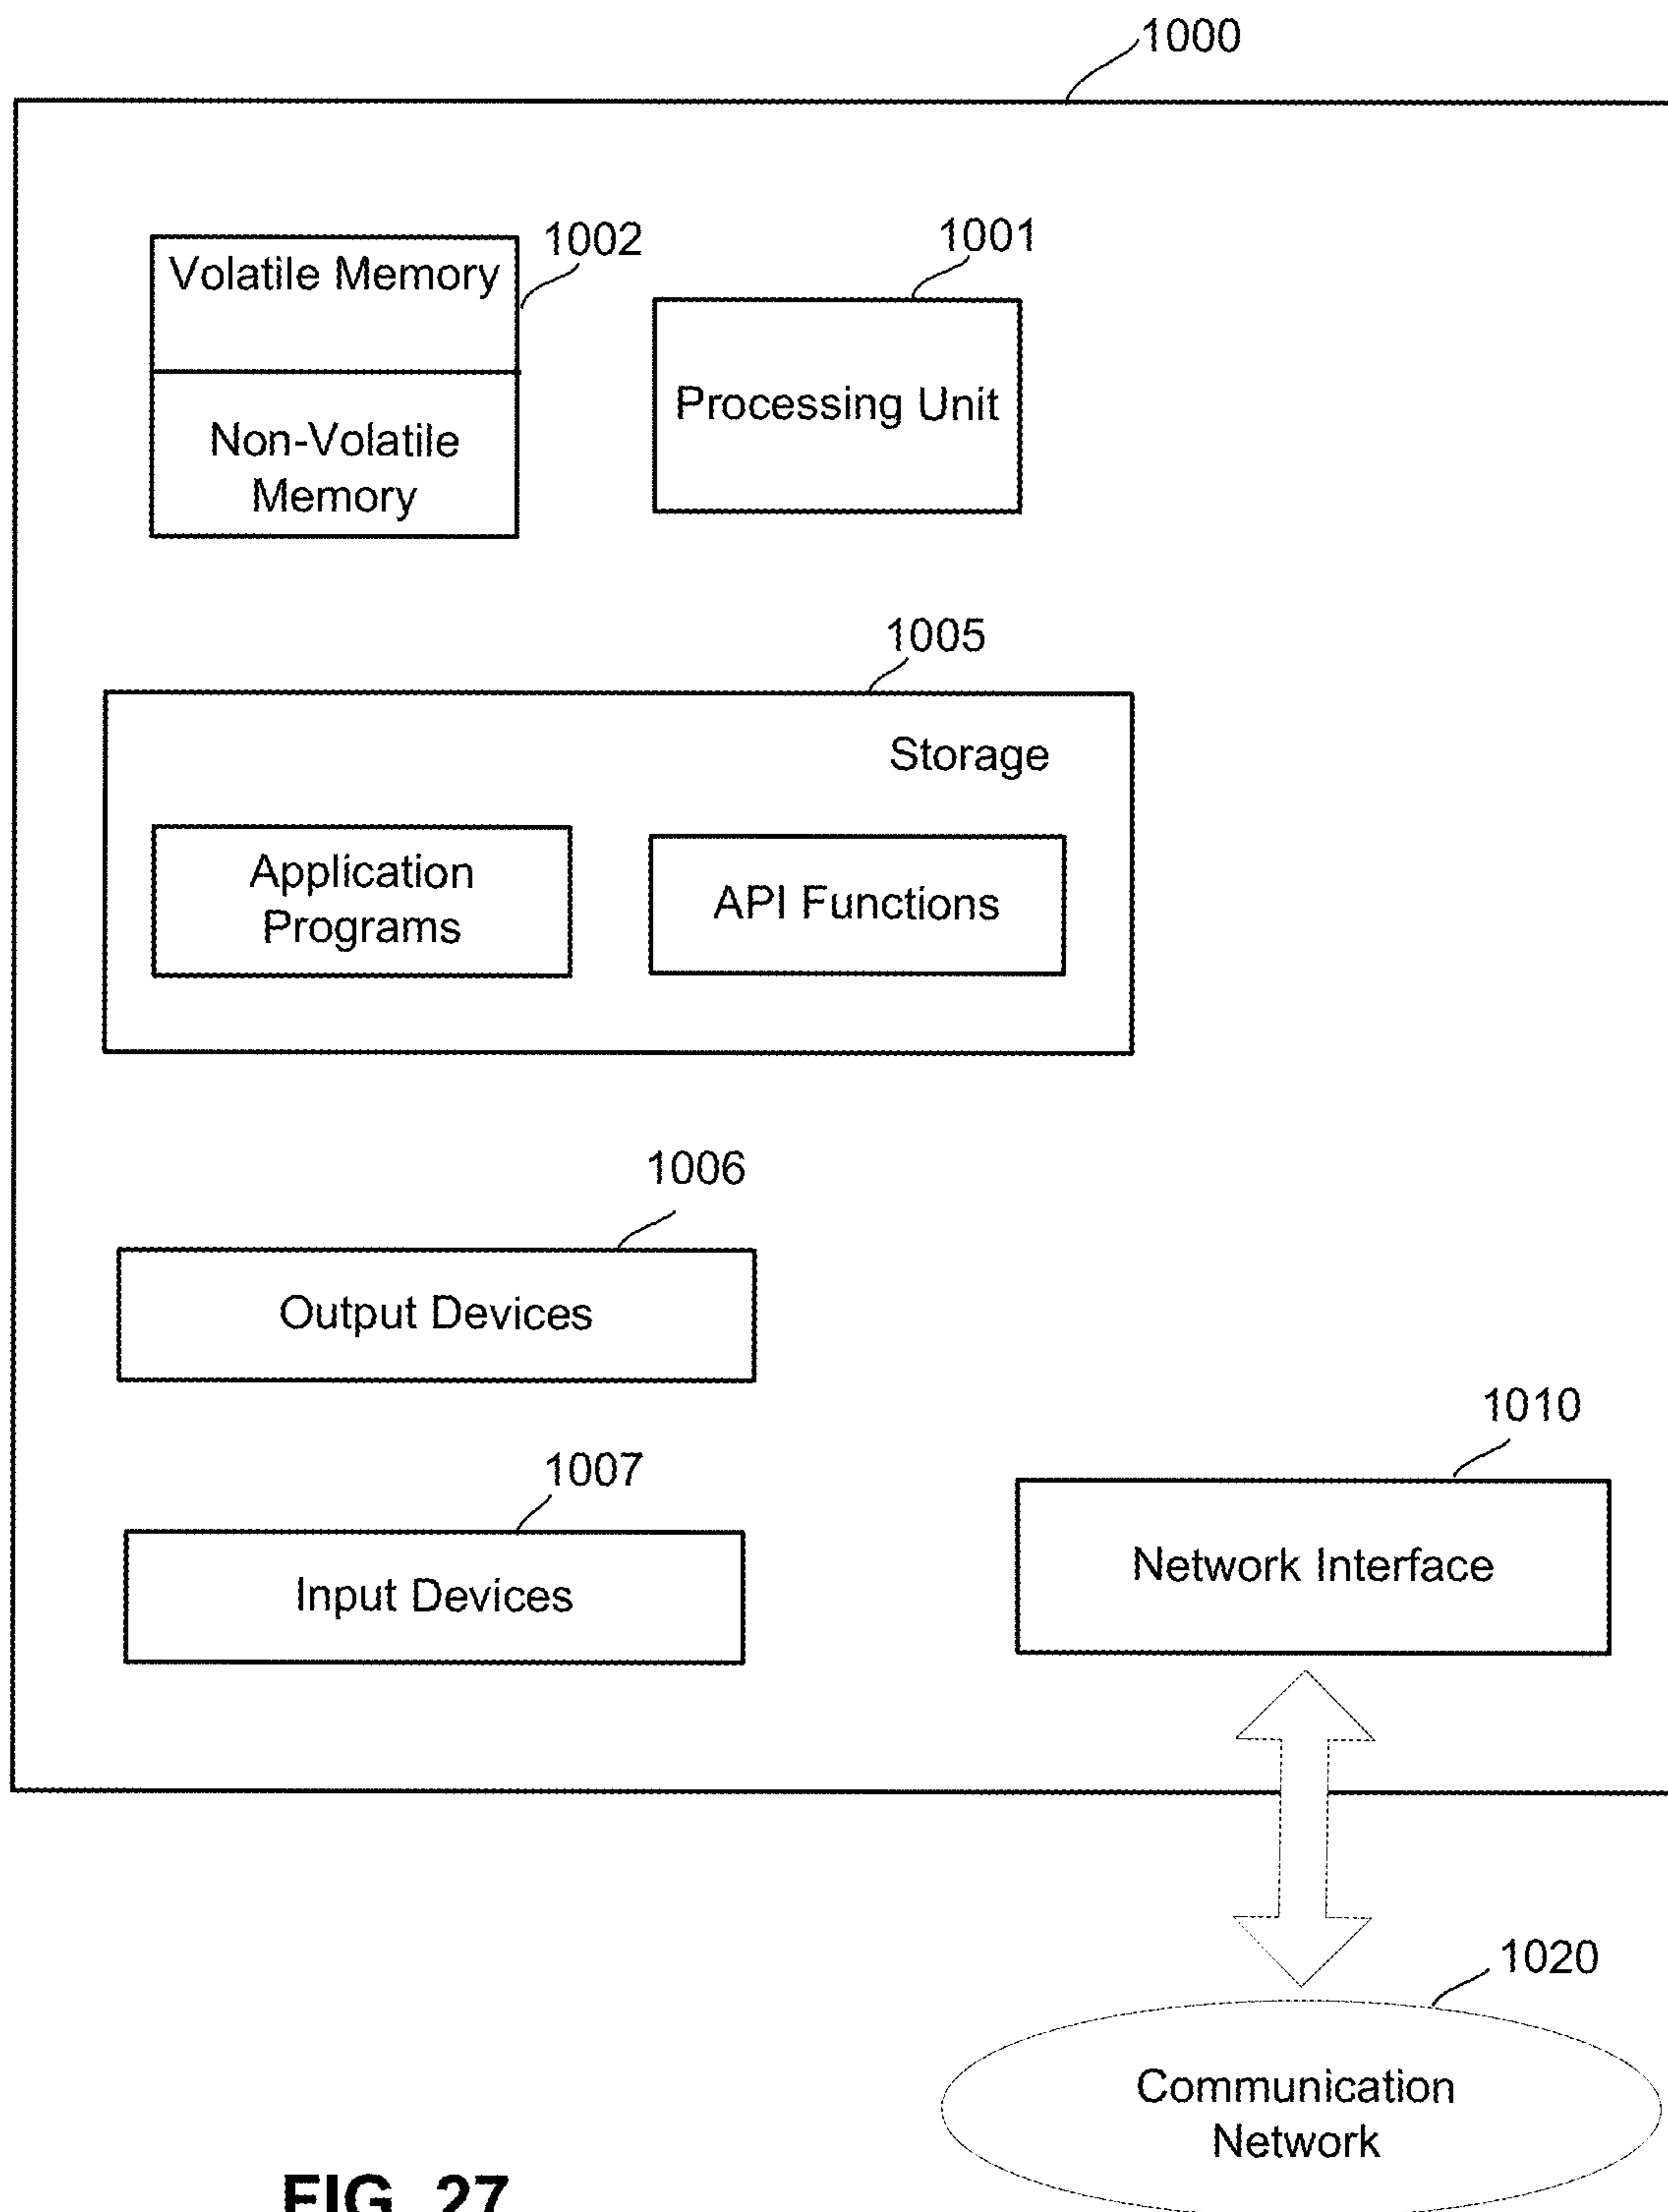 1000
1002
1001
Volatile Memory
Non-Volatile
Memory
Processing Unit
1005
Storage
Application
Programs
API Functions
1006
Output Devices
1010
1007
Network Interface
Input Devices
1020
Communication
Network
FIG. 27